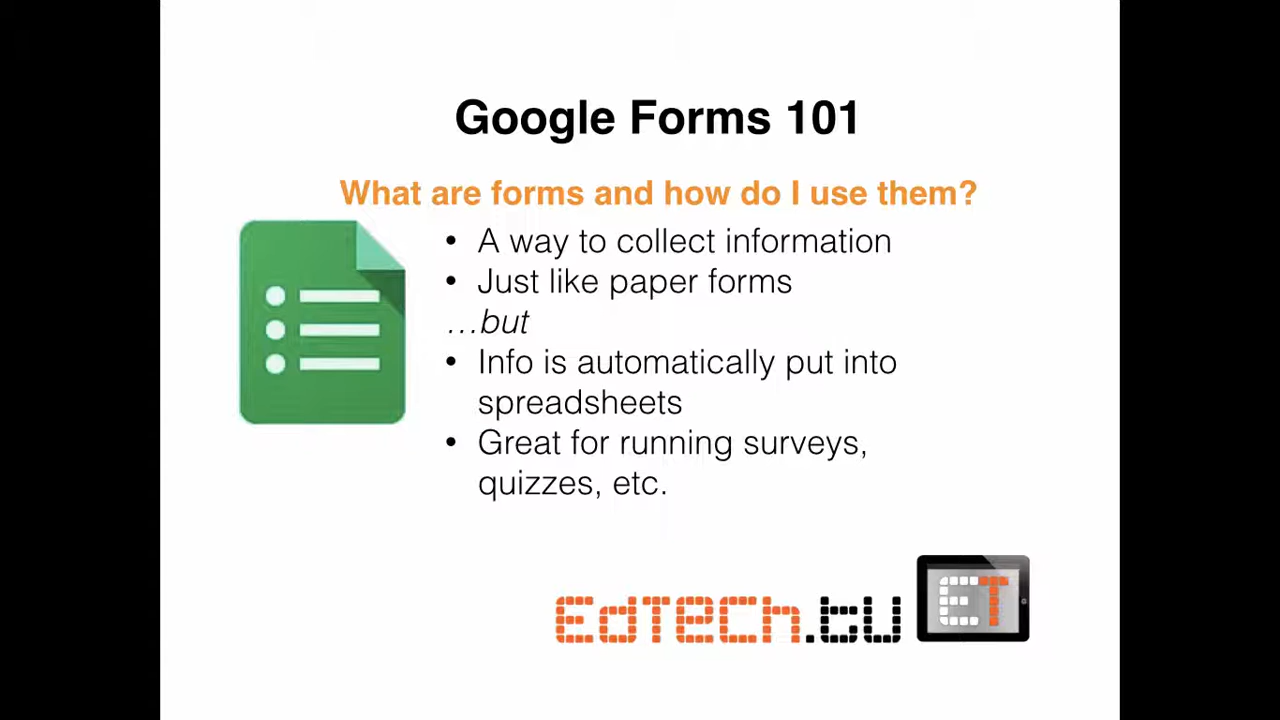 Google Forms 101
What are forms and how do I use them?
• A way to collect information
• Just like paper forms
...but
• Info is automatically put into
spreadsheets
• Great for running surveys,
quizzes, etc.
EdTech.tv
ET